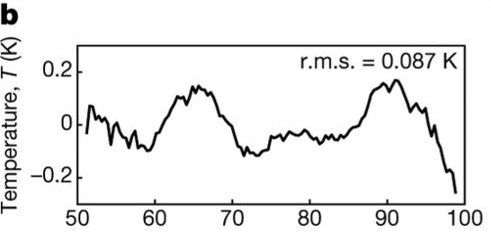 b
r.m.s. = 0.087 K
Temperature, T (K)
0.2
0
−0.2
50 60 70 80 90 100